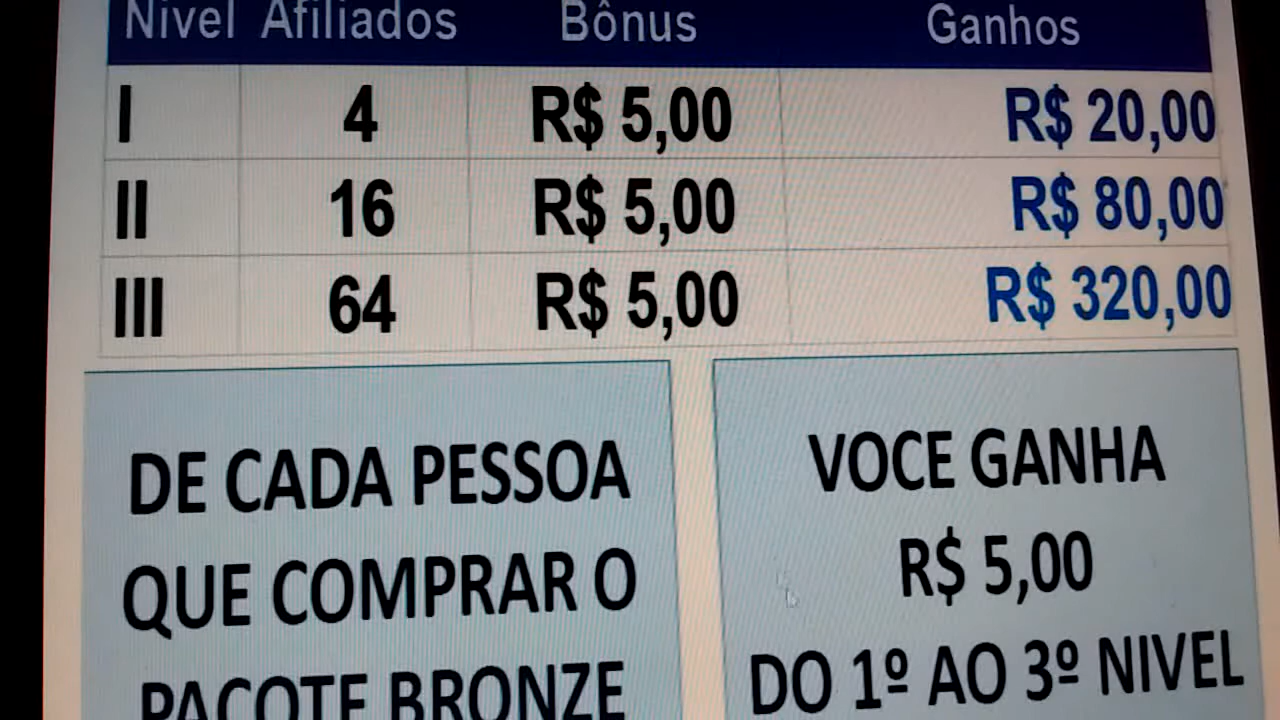 Nivel Afiliados Bônus Ganhos
I 4 R$ 5,00 R$ 20,00
II 16 R$ 5,00 R$ 80,00
III 64 R$ 5,00 R$ 320,00
DE CADA PESSOA
QUE COMPRAR O
PACOTE BRONZE
VOCE GANHA
R$ 5,00
DO 1º AO 3º NIVEL